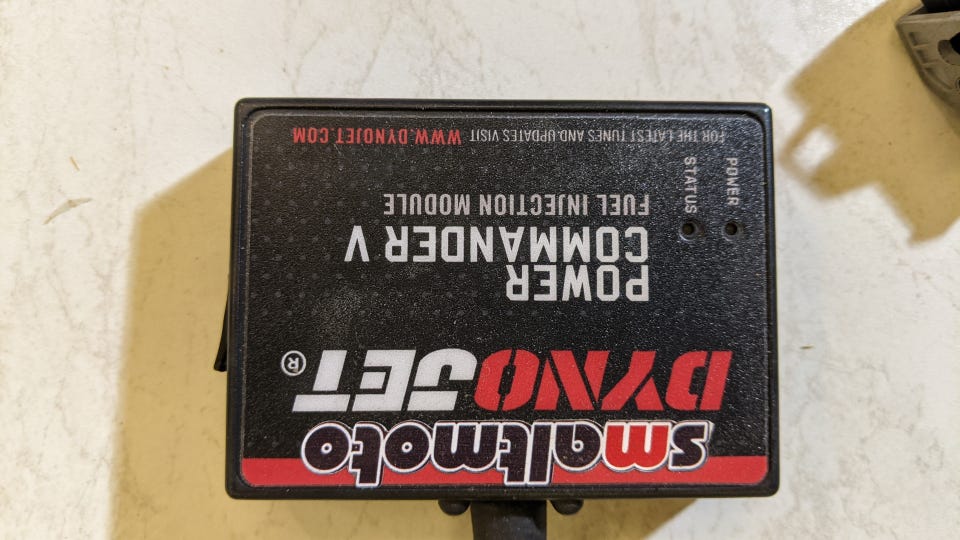 smaltmoto
DYNOJET®
POWER
COMMANDER V
FUEL INJECTION MODULE
POWER
STATUS
FOR THE LATEST TUNES AND UPDATES VISIT WWW.DYNOJET.COM